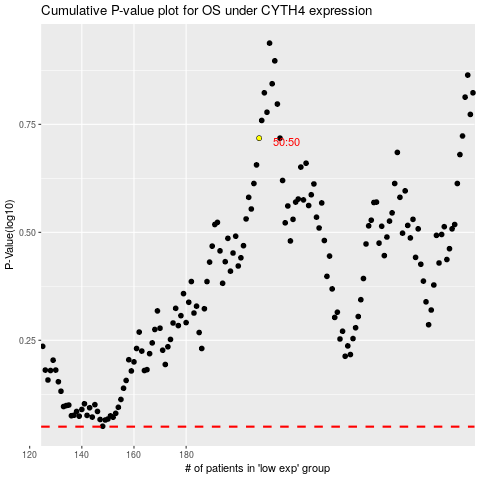 Cumulative P-value plot for OS under CYTH4 expression
P-Value(log10)
0.75
0.50
0.25
50:50
120 140 160 180
# of patients in 'low exp' group